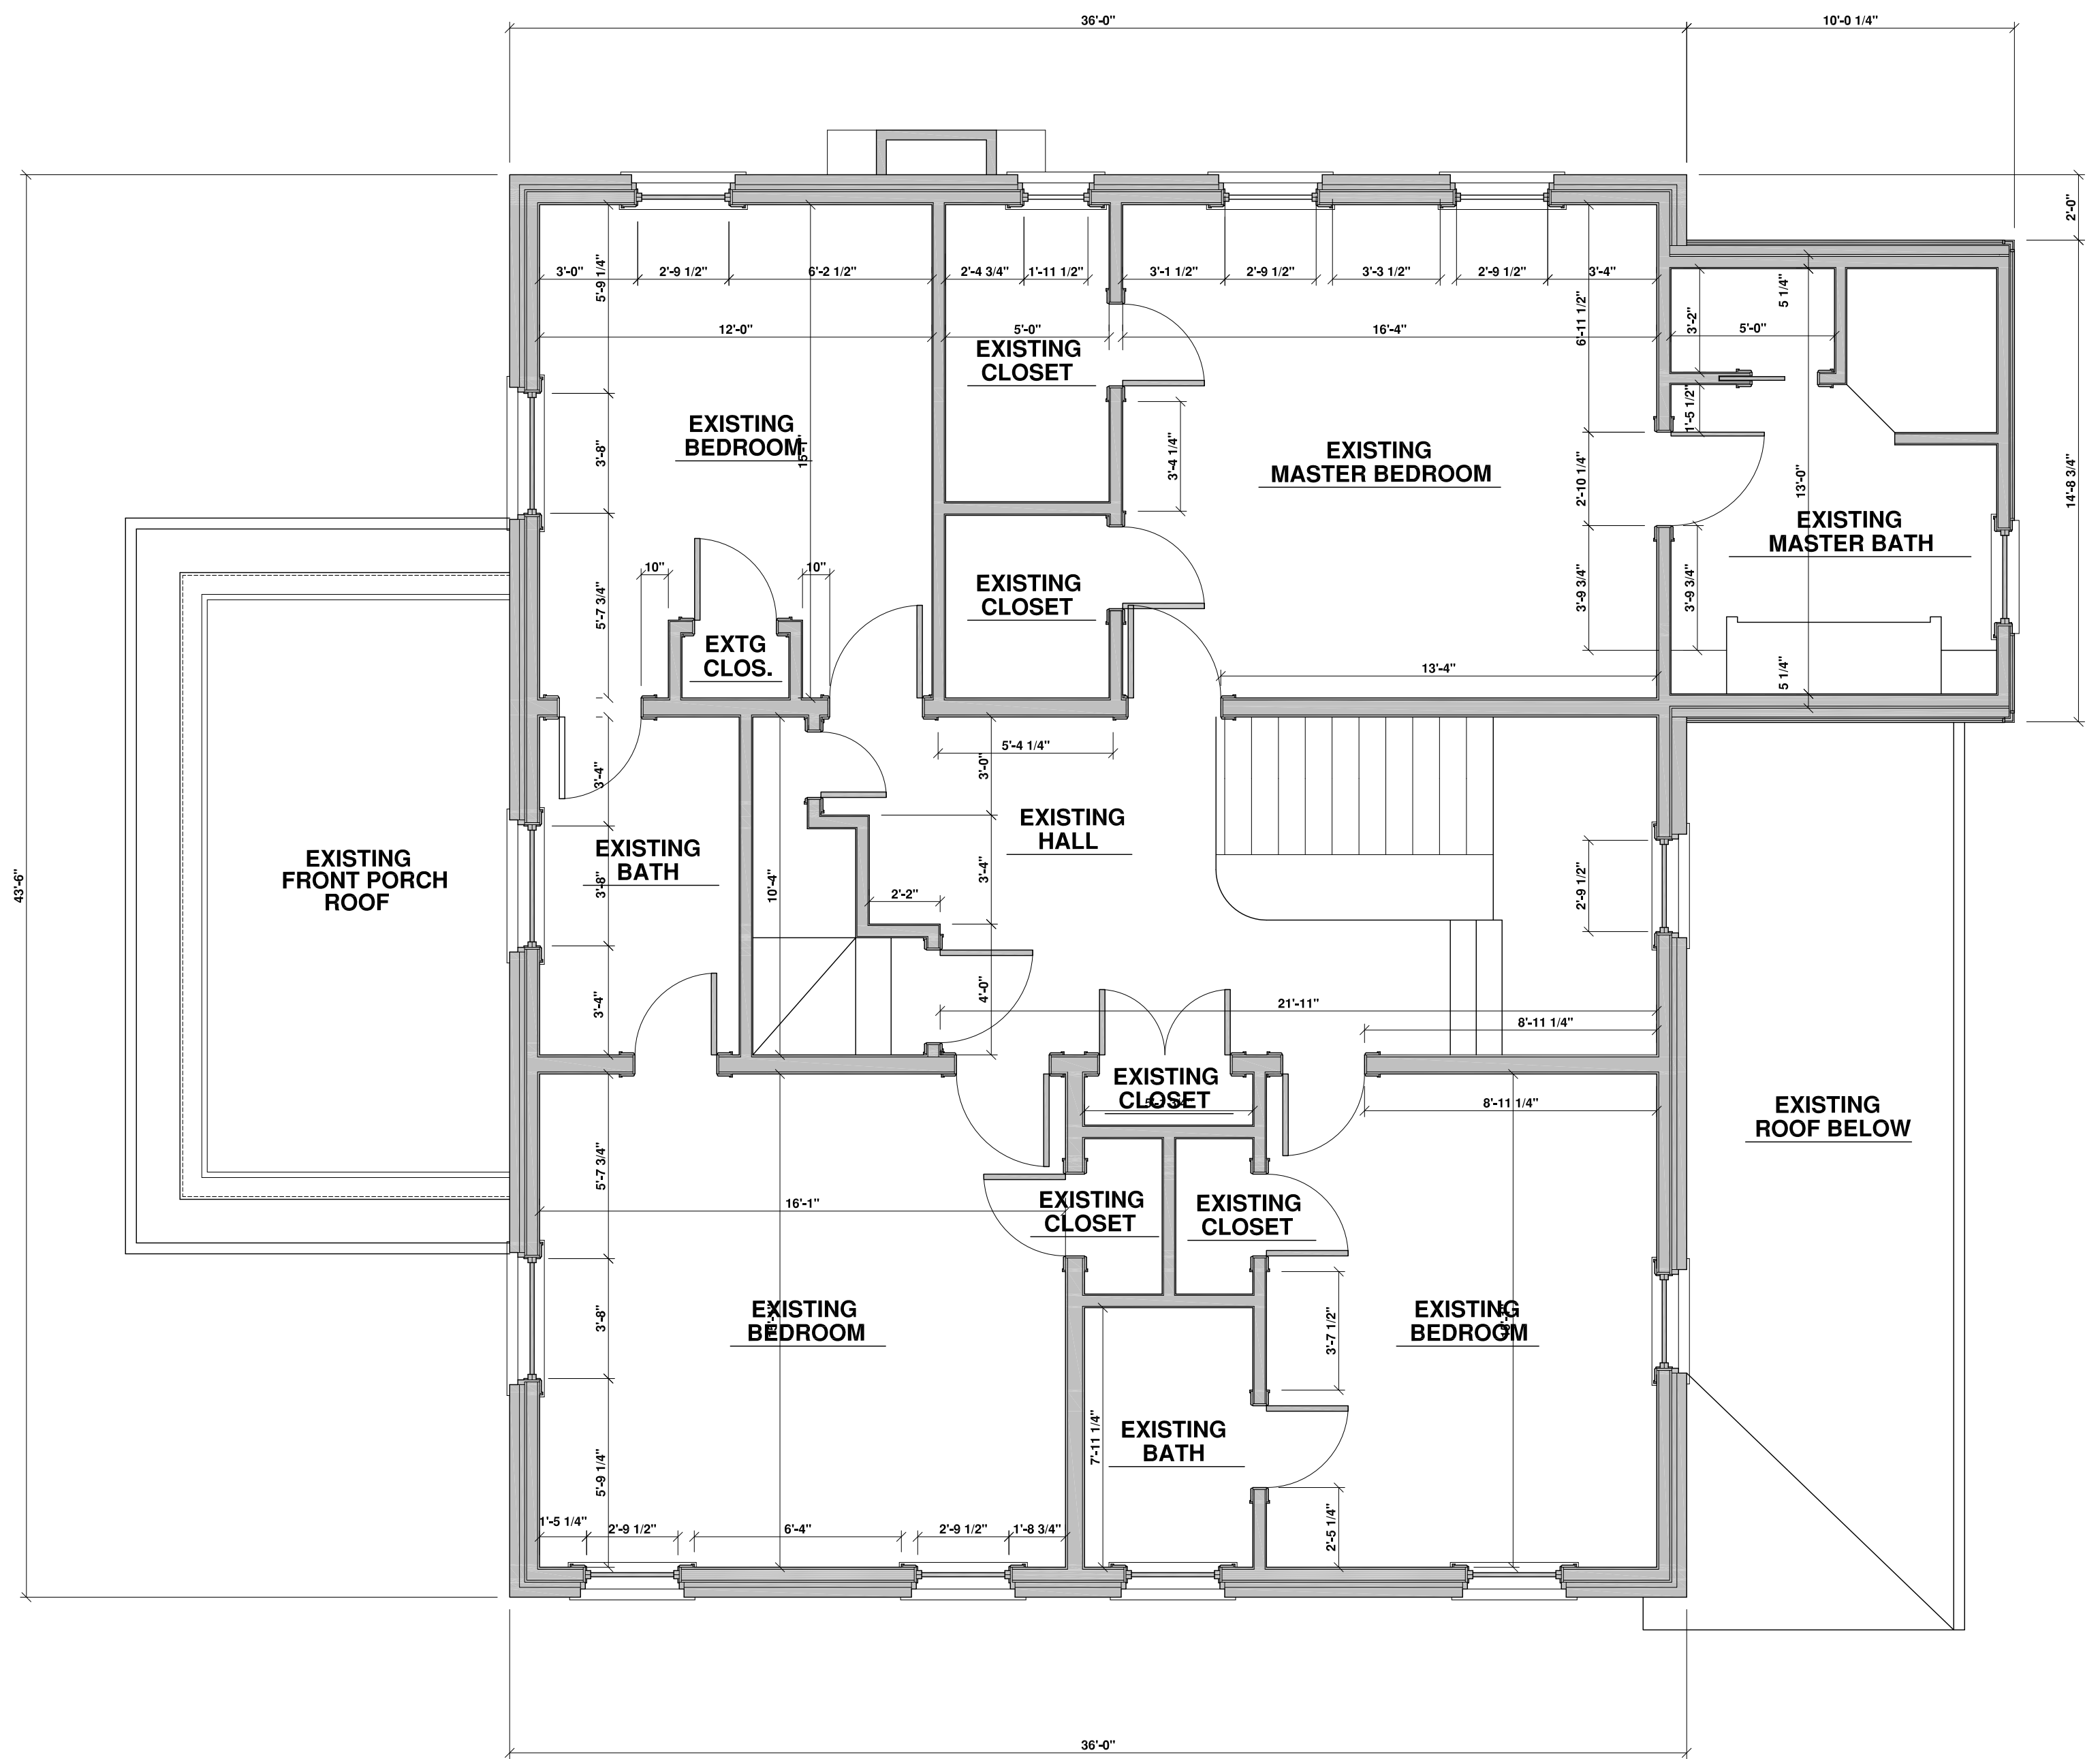 36'-0"
10'-0 1/4"
2'-0"
5'-9 1/4"
3'-0"
2'-9 1/2"
6'-2 1/2"
2'-4 3/4"
1'-11 1/2"
3'-1 1/2"
2'-9 1/2"
3'-3 1/2"
2'-9 1/2"
3'-4"
5 1/4"
6'-11 1/2"
3'-2"
12'-0"
5'-0"
16'-4"
5'-0"
EXISTING
CLOSET
1'-5 1/2"
EXISTING
BEDROOM
15'-1"
3'-8"
3'-4 1/4"
EXISTING
MASTER BEDROOM
2'-10 1/4"
13'-0"
14'-8 3/4"
EXISTING
MASTER BATH
10"
10"
5'-7 3/4"
EXISTING
CLOSET
3'-9 3/4"
3'-9 3/4"
EXTG
CLOS.
13'-4"
5 1/4"
5'-4 1/4"
3'-4"
3'-0"
EXISTING
HALL
EXISTING
BATH
3'-8"
10'-4"
3'-4"
2'-2"
2'-9 1/2"
EXISTING
FRONT PORCH
ROOF
43'-6"
3'-4"
4'-0"
21'-11"
8'-11 1/4"
EXISTING
CLOSET
8'-11 1/4"
EXISTING
ROOF BELOW
5'-7 3/4"
16'-1"
EXISTING
CLOSET
EXISTING
CLOSET
3'-8"
EXISTING
BEDROOM
3'-7 1/2"
EXISTING
BEDROOM
EXISTING
BATH
7'-11 1/4"
5'-9 1/4"
1'-5 1/4"
2'-9 1/2"
6'-4"
2'-9 1/2"
1'-8 3/4"
2'-5 1/4"
36'-0"